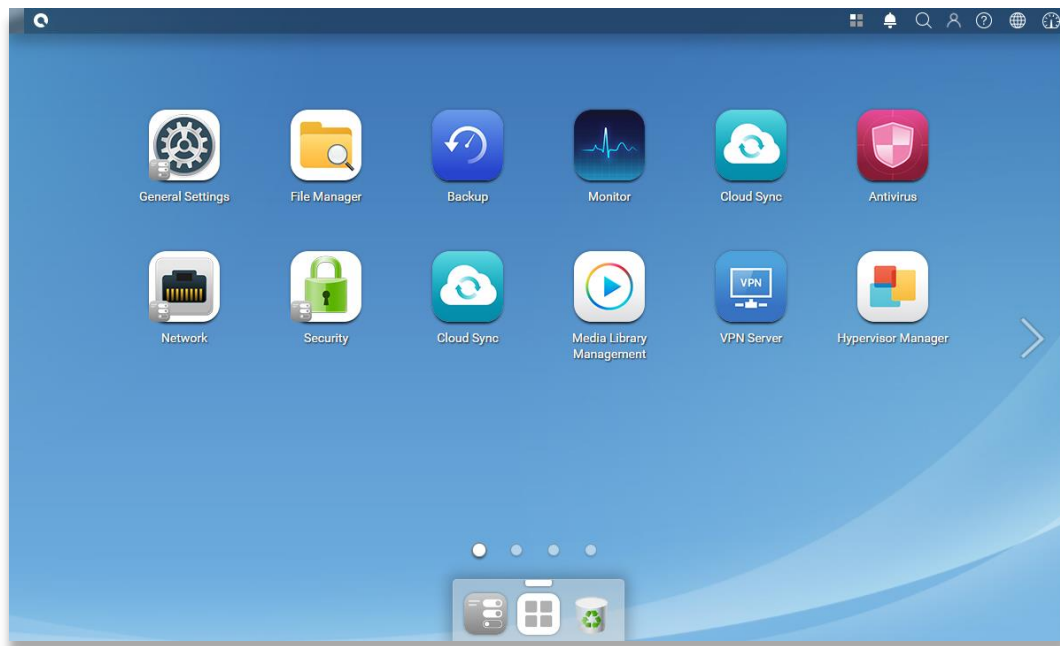 General Settings
File Manager
Backup
Monitor
Cloud Sync
Antivirus
VPN
Network
Security
Cloud Sync
Media Library
Management
VPN Server
Hypervisor Manager